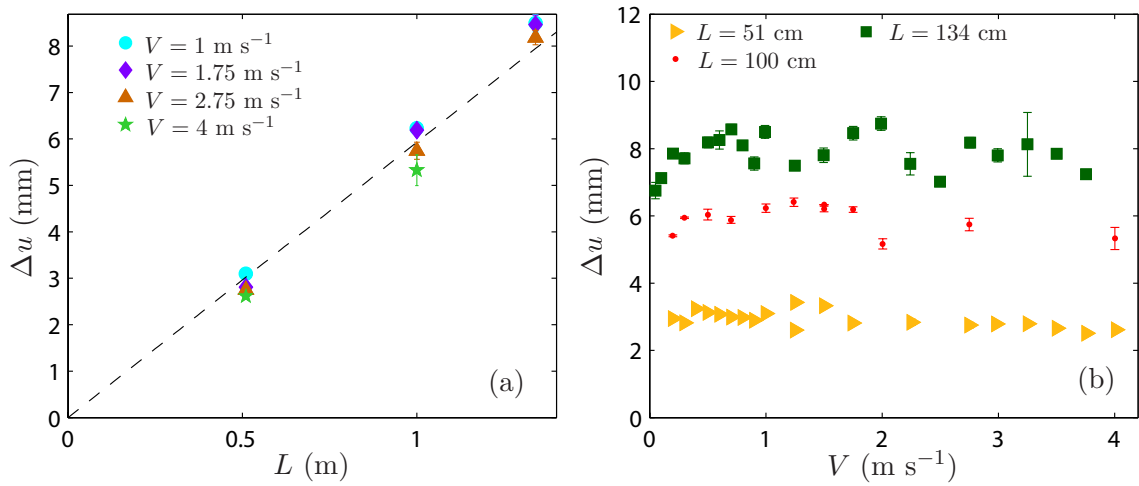 8
7
6
5
4
3
2
1
0
Δu (mm)
V = 1 m s⁻¹
V = 1.75 m s⁻¹
V = 2.75 m s⁻¹
V = 4 m s⁻¹
(a)
0 0.5 1
L (m)
12
10
8
6
4
2
0
Δu (mm)
L = 51 cm L = 134 cm
L = 100 cm
(b)
0 1 2 3 4
V (m s⁻¹)